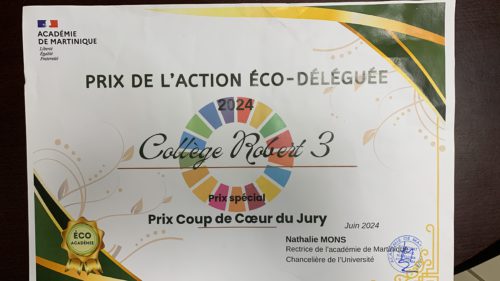 ACADÉMIE
DE MARTINIQUE
Liberté
Égalité
Fraternité
PRIX DE L'ACTION ÉCO-DÉLÉGUÉE
2024
Collège Robert 3
Prix spécial
Prix Coup de Cœur du Jury
Juin 2024
Nathalie MONS
Rectrice de l'académie de Martinique
Chancelière de l'Université
ÉCO
ACADÉMIE